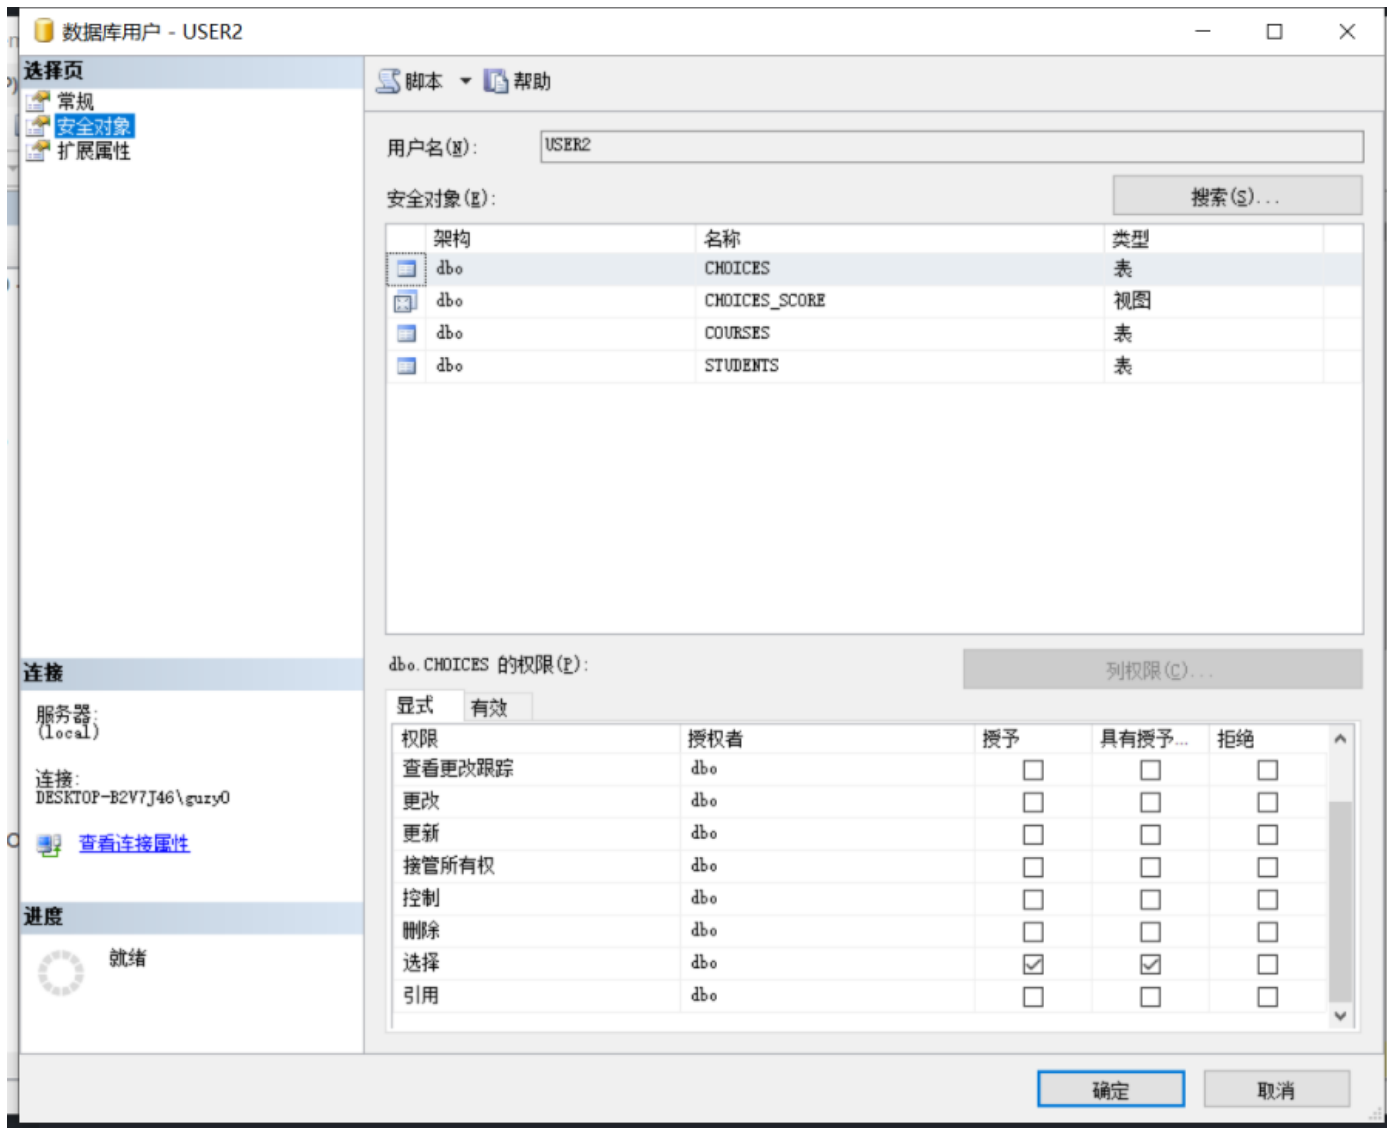 数据库用户 - USER2
选择页
常规
安全对象
扩展属性
脚本 帮助
用户名(N): USER2
安全对象(E): 搜索(S)...
架构 名称 类型
dbo CHOICES 表
dbo CHOICES_SCORE 视图
dbo COURSES 表
dbo STUDENTS 表
连接
服务器:
(local)
连接:
DESKTOP-B2V7J46\guzy0
查看连接属性
进度
就绪
dbo.CHOICES 的权限(P): 列权限(C)...
显式 有效
权限 授权者 授予 具有授予... 拒绝
查看更改跟踪 dbo
更改 dbo
更新 dbo
接管所有权 dbo
控制 dbo
删除 dbo
选择 dbo
引用 dbo
确定 取消